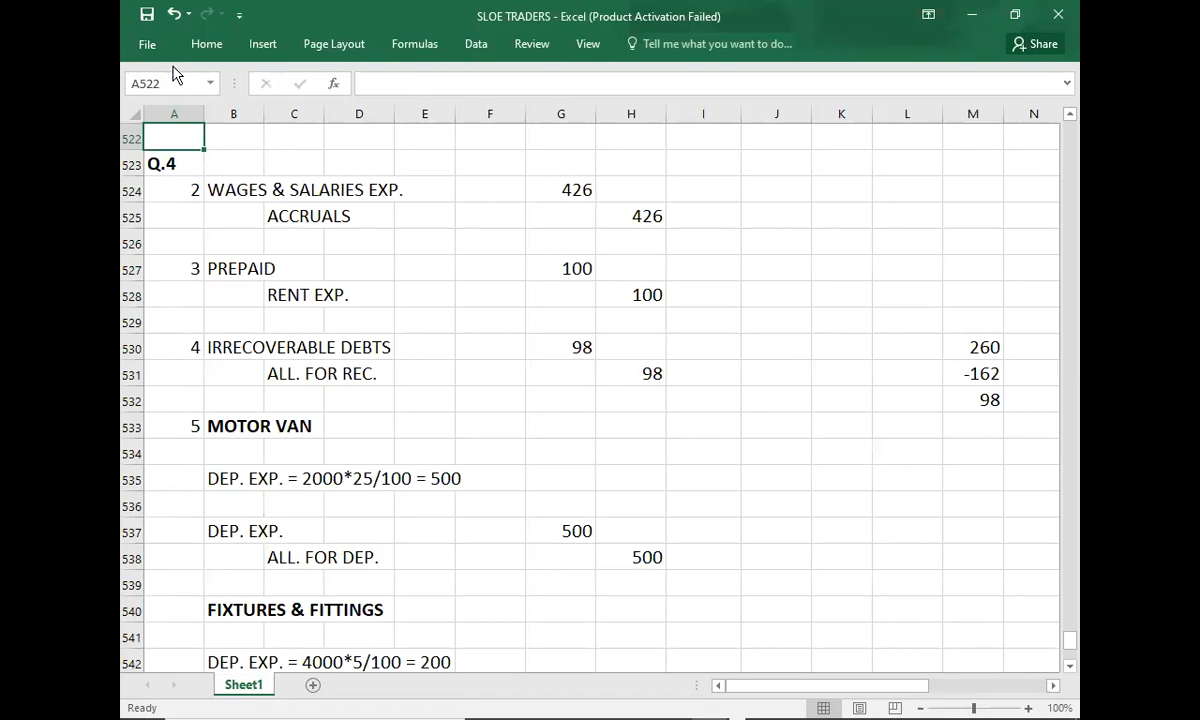 SLOE TRADERS - Excel (Product Activation Failed)
File Home Insert Page Layout Formulas Data Review View Tell me what you want to do... Share
A522 fx
A B C D E F G H I J K L M N
522
523 Q.4
524 2 WAGES & SALARIES EXP. 426
525 ACCRUALS 426
526
527 3 PREPAID 100
528 RENT EXP. 100
529
530 4 IRRECOVERABLE DEBTS 98 260
531 ALL. FOR REC. 98 -162
532 98
533 5 MOTOR VAN
534
535 DEP. EXP. = 2000*25/100 = 500
536
537 DEP. EXP. 500
538 ALL. FOR DEP. 500
539
540 FIXTURES & FITTINGS
541
542 DEP. EXP. = 4000*5/100 = 200
Sheet1
Ready 100%